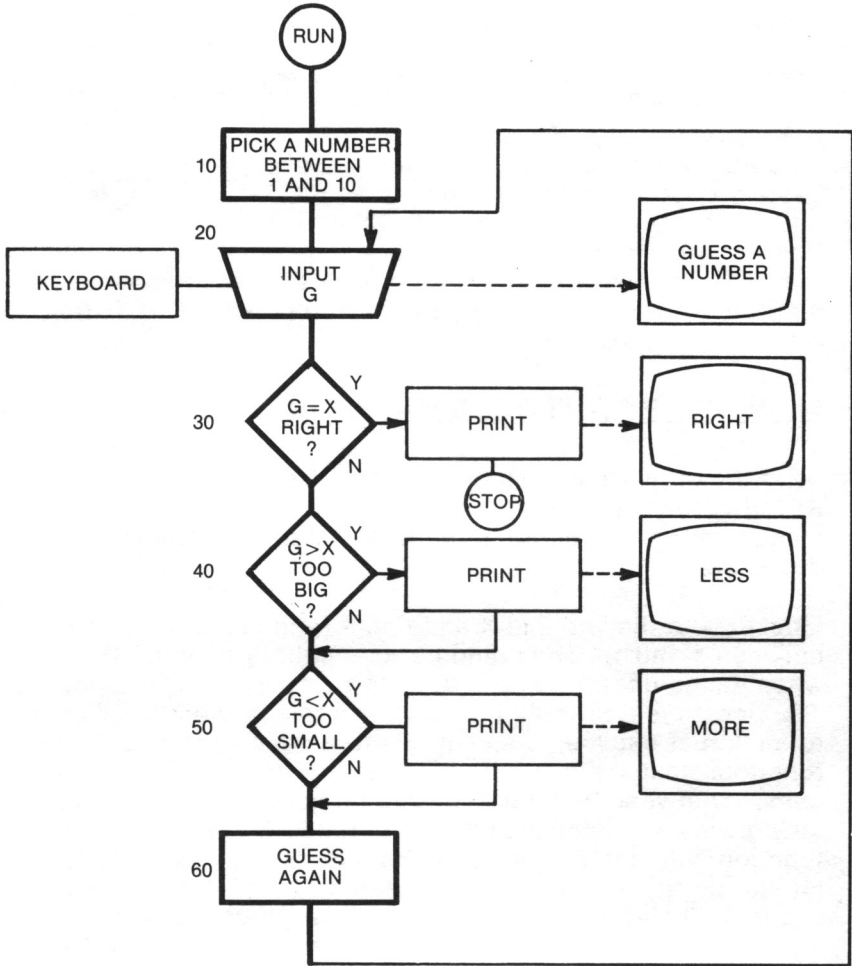 RUN
10
PICK A NUMBER
BETWEEN
1 AND 10
20
KEYBOARD
INPUT
G
GUESS A
NUMBER
30
G = X
RIGHT
?
Y
N
PRINT
RIGHT
STOP
40
G > X
TOO
BIG
?
Y
N
PRINT
LESS
50
G < X
TOO
SMALL
?
Y
N
PRINT
MORE
60
GUESS
AGAIN